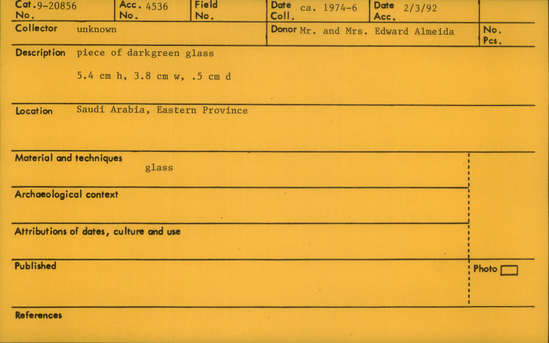 Cat. 9-20856 No. Acc. 4536 No. Field No. Date Coll. ca. 1974-6 Date Acc. 2/3/92
Collector unknown Donor Mr. and Mrs. Edward Almeida No. Pcs.
Description piece of darkgreen glass
5.4 cm h, 3.8 cm w, .5 cm d
Location Saudi Arabia, Eastern Province
Material and techniques
glass
Archaeological context
Attributions of dates, culture and use
Published Photo
References